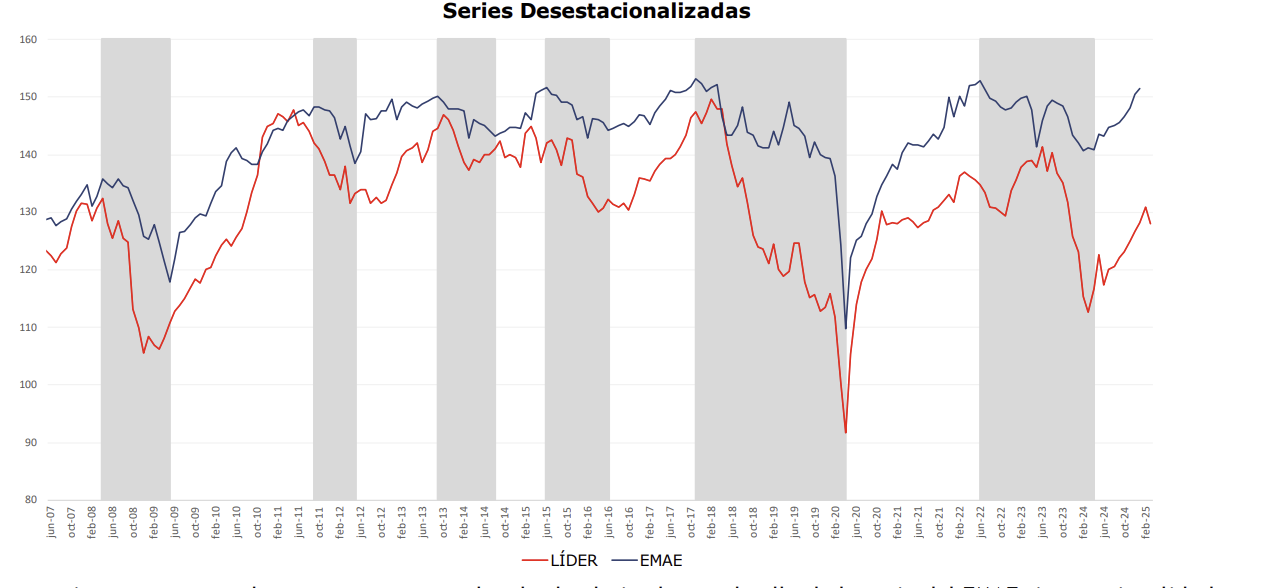 Series Desestacionalizadas
160
150
140
130
120
110
100
90
80
jun-07
oct-07
feb-08
jun-08
oct-08
feb-09
jun-09
oct-09
feb-10
jun-10
oct-10
feb-11
jun-11
oct-11
feb-12
jun-12
oct-12
feb-13
jun-13
oct-13
feb-14
jun-14
oct-14
feb-15
jun-15
oct-15
feb-16
jun-16
oct-16
feb-17
jun-17
oct-17
feb-18
jun-18
oct-18
feb-19
jun-19
oct-19
feb-20
jun-20
oct-20
feb-21
jun-21
oct-21
feb-22
jun-22
oct-22
feb-23
jun-23
oct-23
feb-24
jun-24
oct-24
feb-25
LÍDER
EMAE